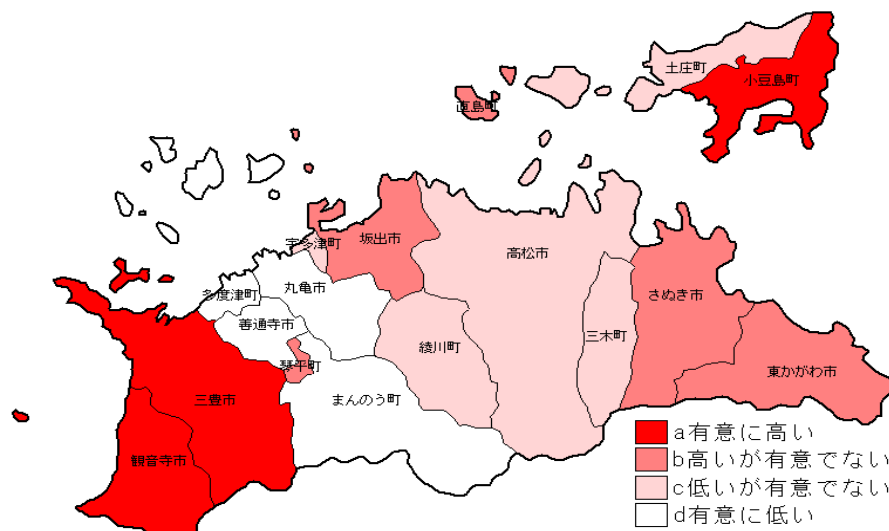 土庄町
小豆島町
直島町
宇多津町
坂出市
高松市
丸亀市
多度津町
さぬき市
善通寺市
三木町
綾川町
琴平町
東かがわ市
三豊市
まんのう町
観音寺市
a有意に高い
b高いが有意でない
c低いが有意でない
d有意に低い